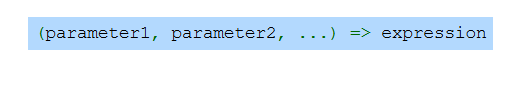 (parameter1, parameter2, ...) => expression